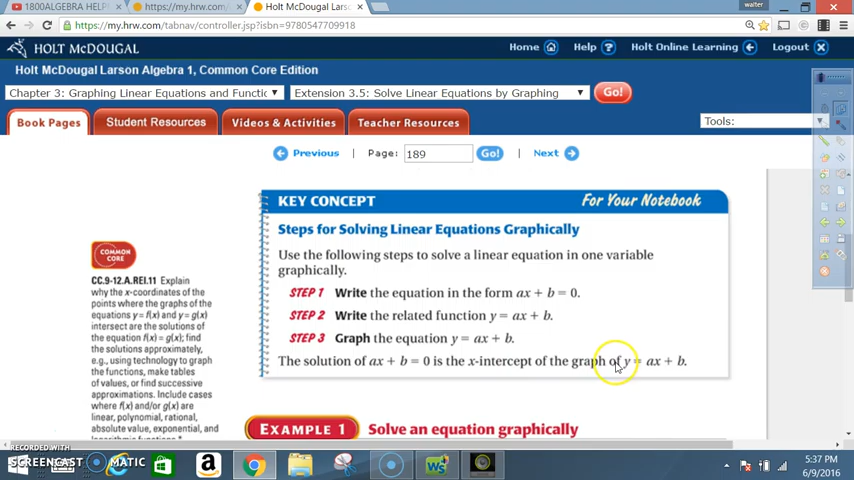 1800ALGEBRA HELPI
https://my.hrw.com/tabnav/
Holt McDougal Larson Alge
walter
https://my.hrw.com/tabnav/controller.jsp?isbn=9780547709918
HOLT McDOUGAL
Home
Help
Holt Online Learning
Logout
Holt McDougal Larson Algebra 1, Common Core Edition
Chapter 3: Graphing Linear Equations and Functic
Extension 3.5: Solve Linear Equations by Graphing
Go!
Book Pages
Student Resources
Videos & Activities
Teacher Resources
Tools:
Previous | Page: 189 Go! | Next
KEY CONCEPT
For Your Notebook
Steps for Solving Linear Equations Graphically
Use the following steps to solve a linear equation in one variable
graphically.
STEP 1 Write the equation in the form ax + b = 0.
STEP 2 Write the related function y = ax + b.
STEP 3 Graph the equation y = ax + b.
The solution of ax + b = 0 is the x-intercept of the graph of y = ax + b.
COMMON
CORE
CC.9-12.A.REI.11 Explain
why the x-coordinates of the
points where the graphs of the
equations y = f(x) and y = g(x)
intersect are the solutions of
the equation f(x) = g(x); find
the solutions approximately,
e.g., using technology to graph
the functions, make tables
of values, or find successive
approximations. Include cases
where f(x) and/or g(x) are
linear, polynomial, rational,
absolute value, exponential, and
logarithmic functions.*
EXAMPLE 1 Solve an equation graphically
RECORDED WITH
SCREENCAST MATIC
5:37 PM
6/9/2016